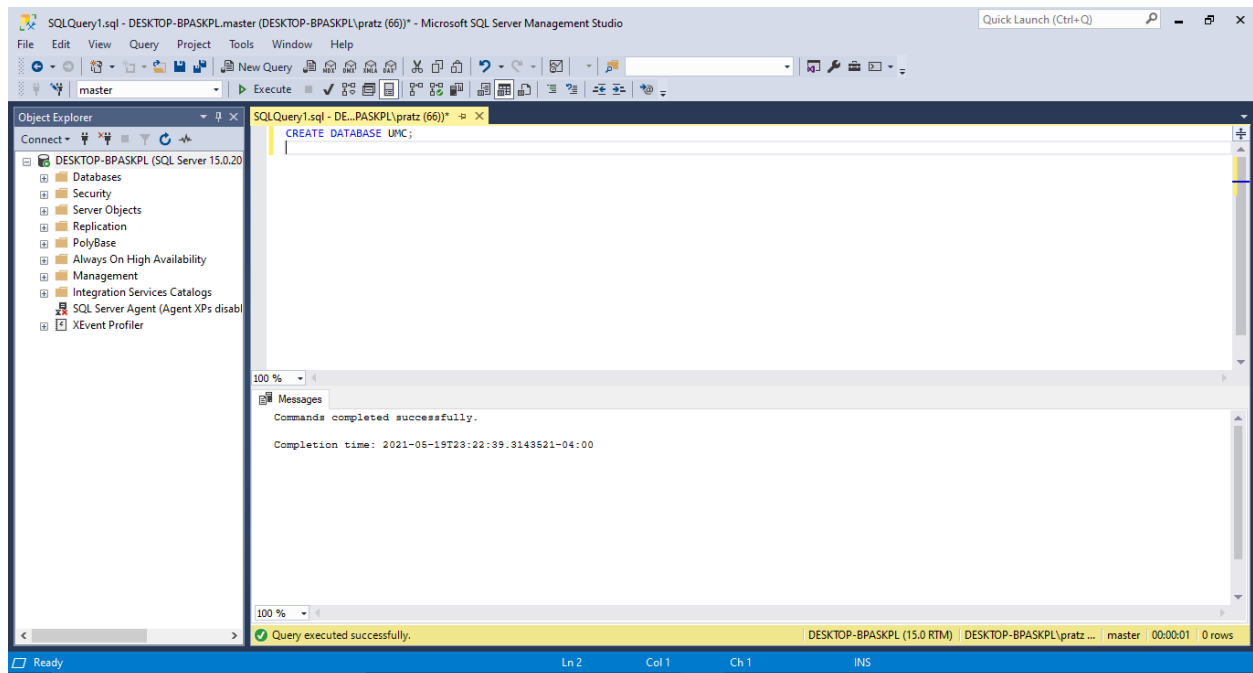 SQLQuery1.sql - DESKTOP-BPASKPL.master (DESKTOP-BPASKPL\pratz (66))* - Microsoft SQL Server Management Studio
Quick Launch (Ctrl+Q)
File Edit View Query Project Tools Window Help
New Query MDX DMX XMLA DAX
master
Execute
Object Explorer
SQLQuery1.sql - DE...PASKPL\pratz (66))*
Connect
CREATE DATABASE UMC;
DESKTOP-BPASKPL (SQL Server 15.0.20
Databases
Security
Server Objects
Replication
PolyBase
Always On High Availability
Management
Integration Services Catalogs
SQL Server Agent (Agent XPs disabl
XEvent Profiler
100 %
Messages
Commands completed successfully.
Completion time: 2021-05-19T23:22:39.3143521-04:00
100 %
Query executed successfully.
DESKTOP-BPASKPL (15.0 RTM) DESKTOP-BPASKPL\pratz ... master 00:00:01 0 rows
Ready Ln 2 Col 1 Ch 1 INS